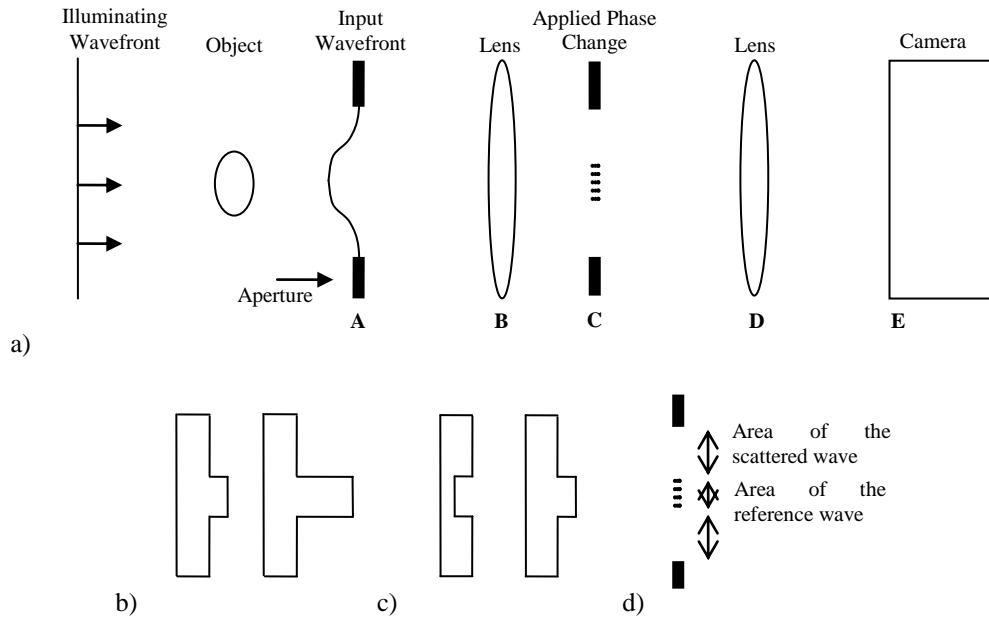 Illuminating
Wavefront
Object
Input
Wavefront
Lens
Applied Phase
Change
Lens
Camera
Aperture
A
B
C
D
E
a)
Area of the
scattered wave
Area of the
reference wave
b)
c)
d)